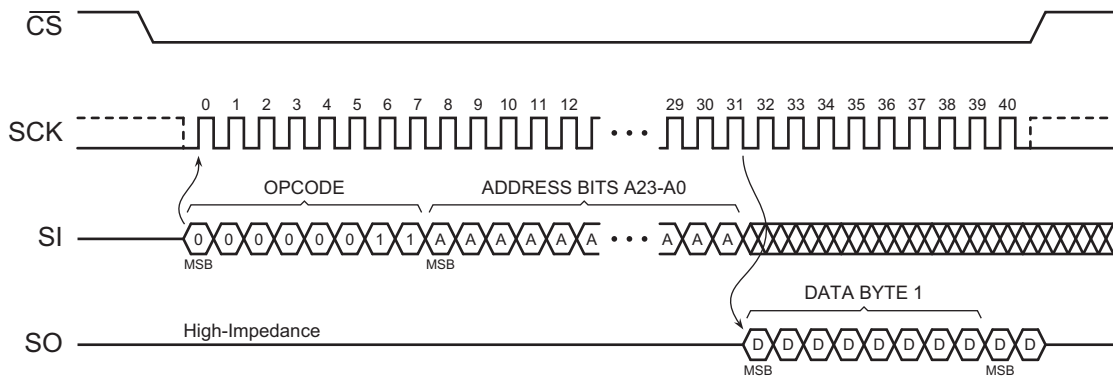 CS
0 1 2 3 4 5 6 7 8 9 10 11 12 29 30 31 32 33 34 35 36 37 38 39 40
SCK
OPCODE ADDRESS BITS A23-A0
SI 0 0 0 0 0 0 1 1 A A A A A A A A A
MSB MSB
DATA BYTE 1
High-Impedance
SO D D D D D D D D D D
MSB MSB